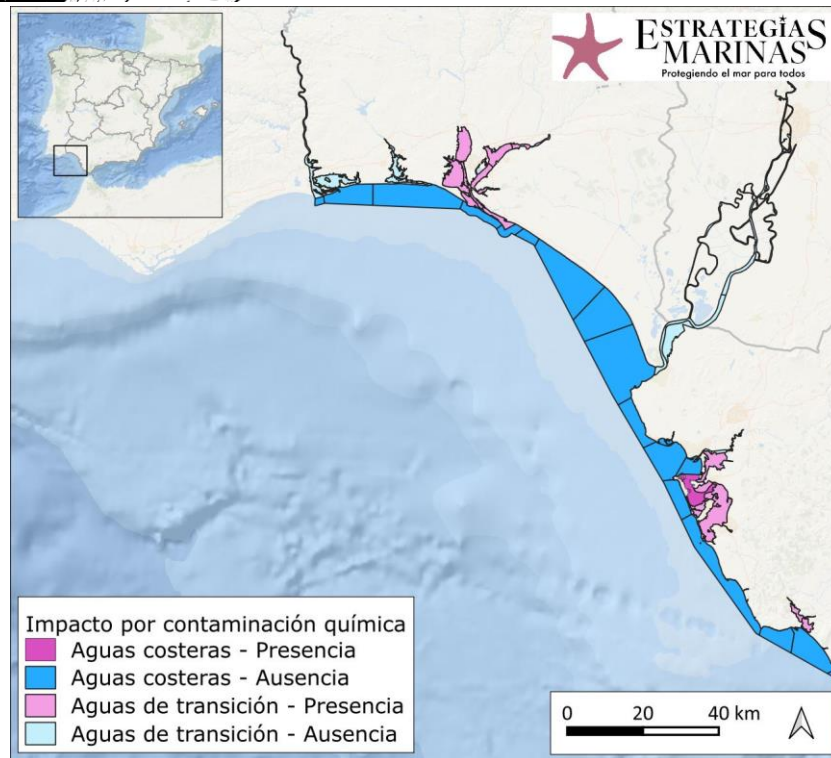 ESTRATEGIAS
MARINAS
Protegiendo el mar para todos
Impacto por contaminación química
Aguas costeras - Presencia
Aguas costeras - Ausencia
Aguas de transición - Presencia
Aguas de transición - Ausencia
0 20 40 km